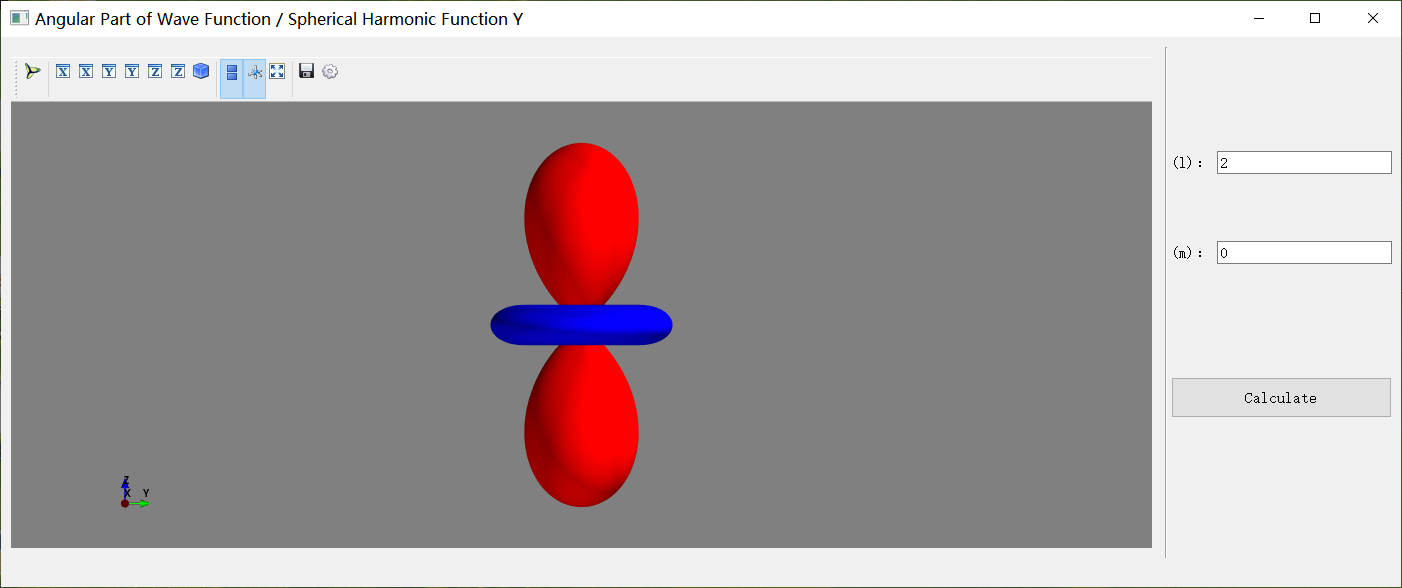 Angular Part of Wave Function / Spherical Harmonic Function Y
X X Y Y Z Z
(l) : 2
(m) : 0
Calculate
Z
X Y